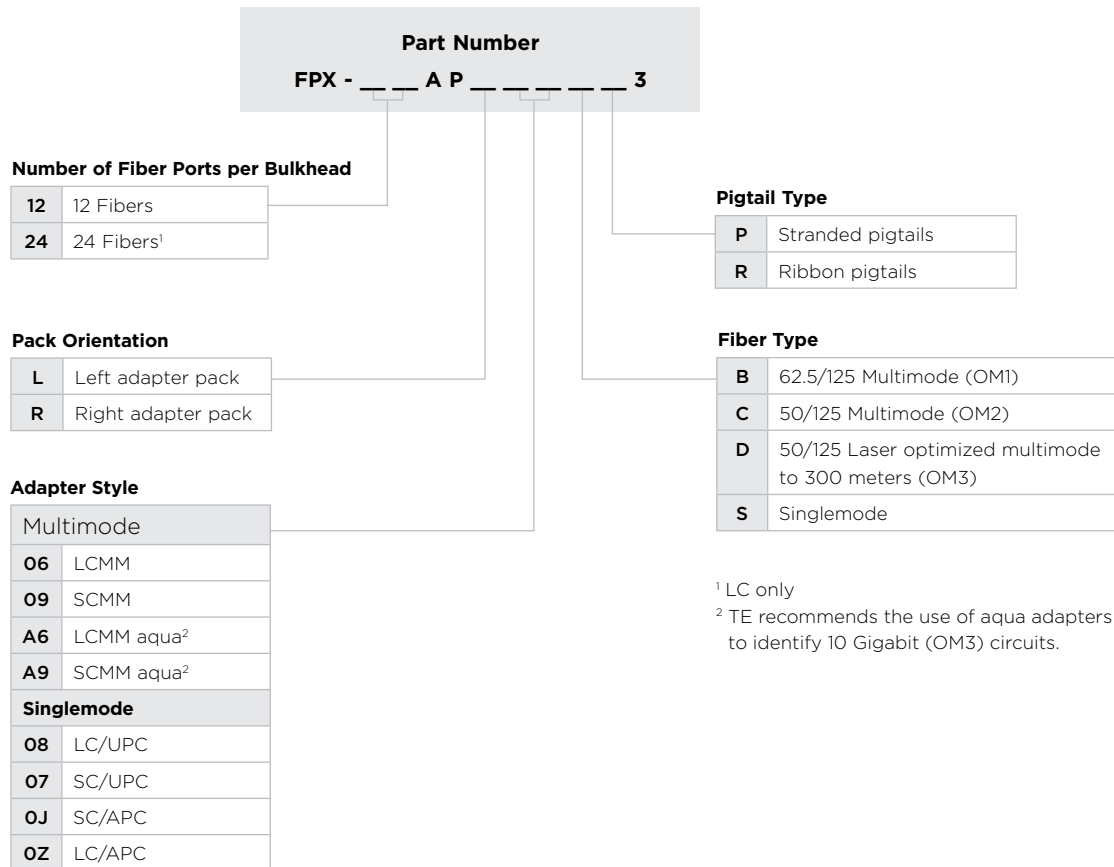 Part Number
FPX - __ __ A P __ __ __ __ __ 3
Number of Fiber Ports per Bulkhead
12 12 Fibers
24 24 Fibers¹
Pack Orientation
L Left adapter pack
R Right adapter pack
Adapter Style
Multimode
06 LCMM
09 SCMM
A6 LCMM aqua²
A9 SCMM aqua²
Singlemode
08 LC/UPC
07 SC/UPC
0J SC/APC
0Z LC/APC
Pigtail Type
P Stranded pigtails
R Ribbon pigtails
Fiber Type
B 62.5/125 Multimode (OM1)
C 50/125 Multimode (OM2)
D 50/125 Laser optimized multimode
to 300 meters (OM3)
S Singlemode
¹ LC only
² TE recommends the use of aqua adapters
to identify 10 Gigabit (OM3) circuits.